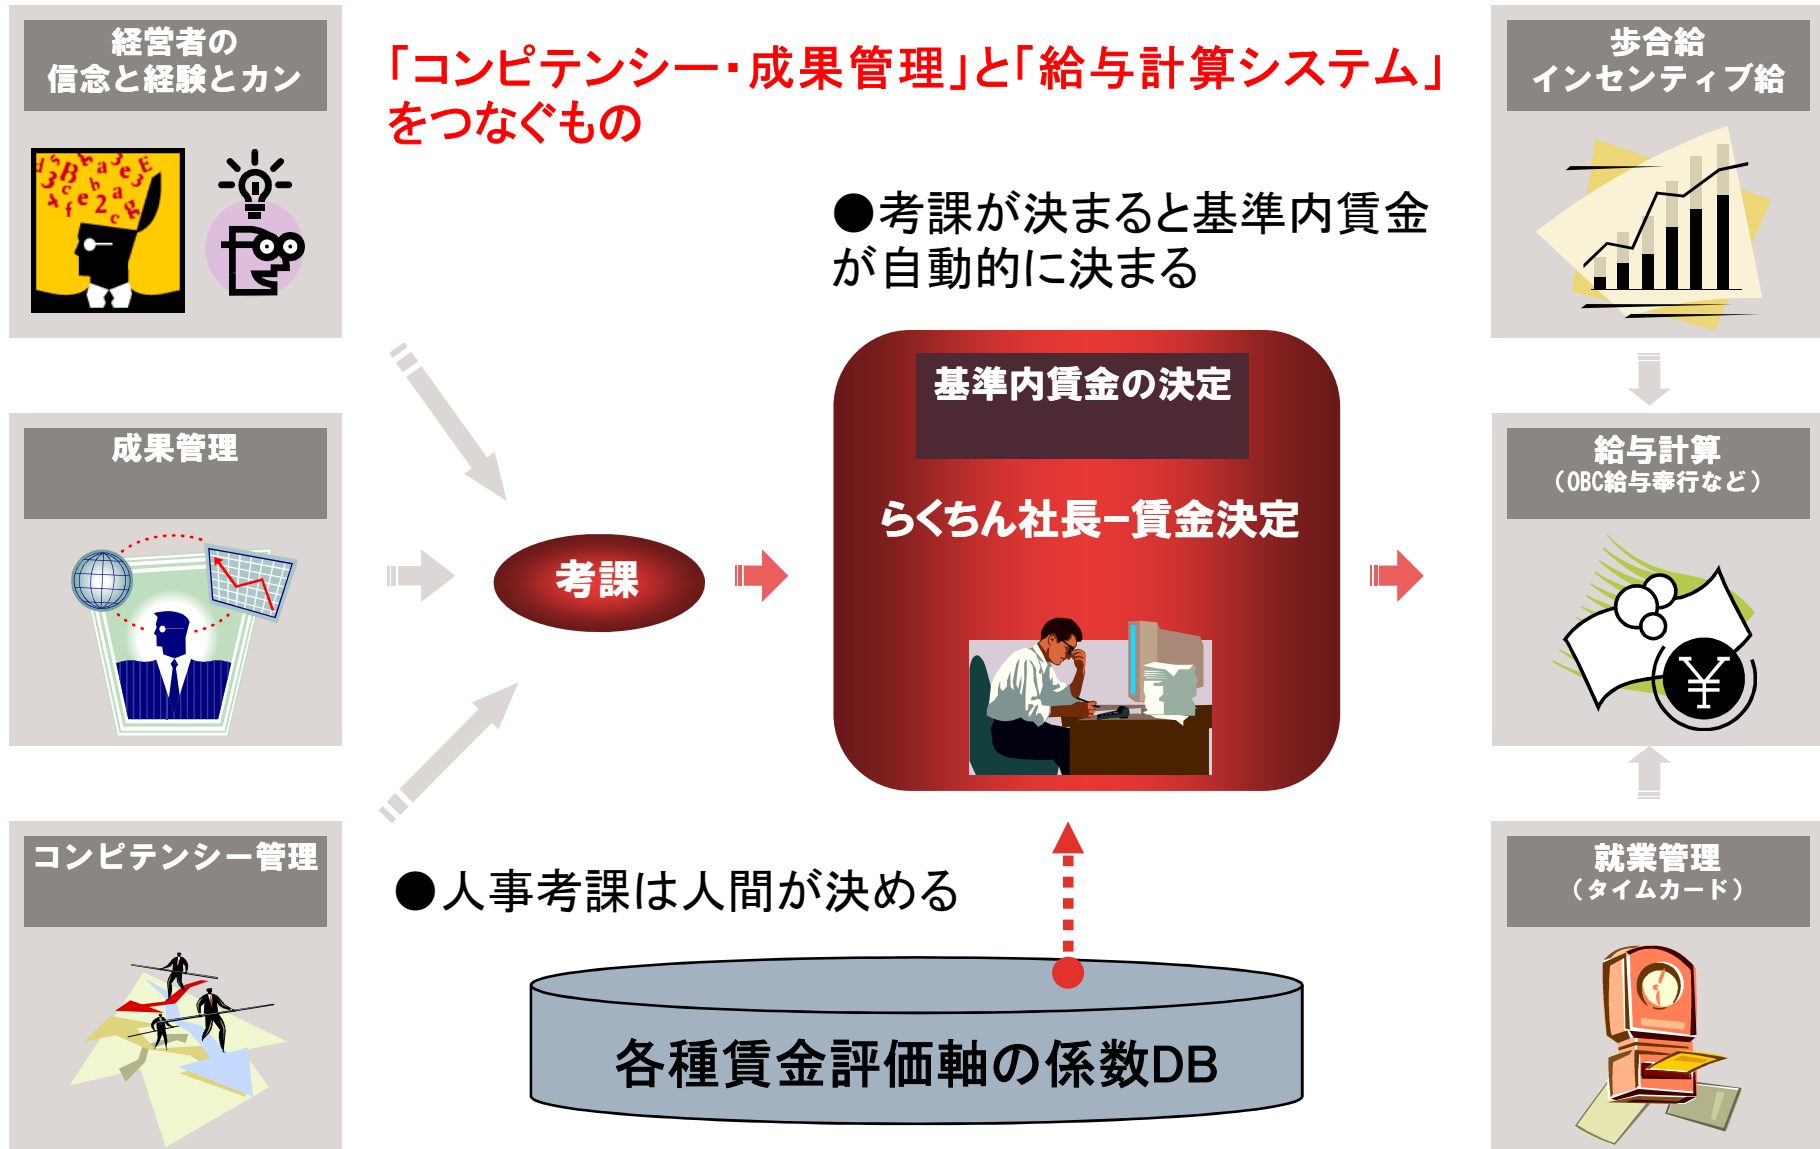 経営者の
信念と経験とカン
「コンピテンシー・成果管理」と「給与計算システム」
をつなぐもの
歩合給
インセンティブ給
●考課が決まると基準内賃金
が自動的に決まる
成果管理
考課
基準内賃金の決定
らくちん社長－賃金決定
給与計算
（OBC給与奉行など）
コンピテンシー管理
●人事考課は人間が決める
各種賃金評価軸の係数DB
就業管理
（タイムカード）